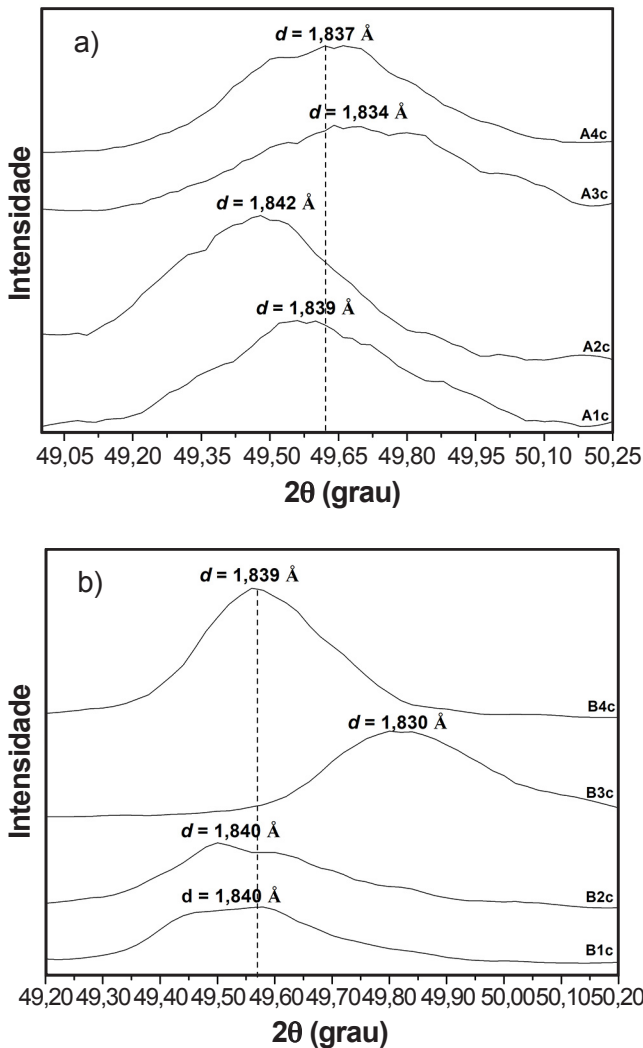 a)
d = 1,837 Å
A4c
d = 1,834 Å
A3c
d = 1,842 Å
A2c
d = 1,839 Å
A1c
Intensidade
49,05 49,20 49,35 49,50 49,65 49,80 49,95 50,10 50,25
2θ (grau)
b)
d = 1,839 Å
B4c
d = 1,830 Å
B3c
d = 1,840 Å
B2c
d = 1,840 Å
B1c
Intensidade
49,20 49,30 49,40 49,50 49,60 49,70 49,80 49,90 50,00 50,10 50,20
2θ (grau)